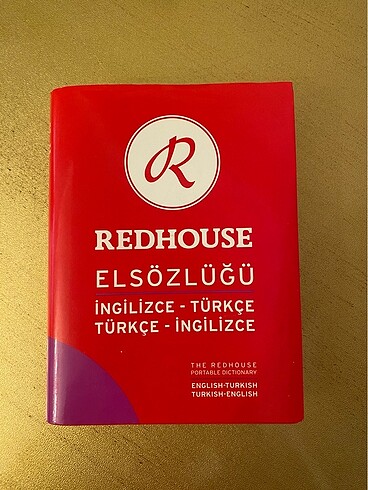 R
REDHOUSE
ELSÖZLÜĞÜ
İNGİLİZCE - TÜRKÇE
TÜRKÇE - İNGİLİZCE
THE REDHOUSE
PORTABLE DICTIONARY
ENGLISH-TURKISH
TURKISH-ENGLISH